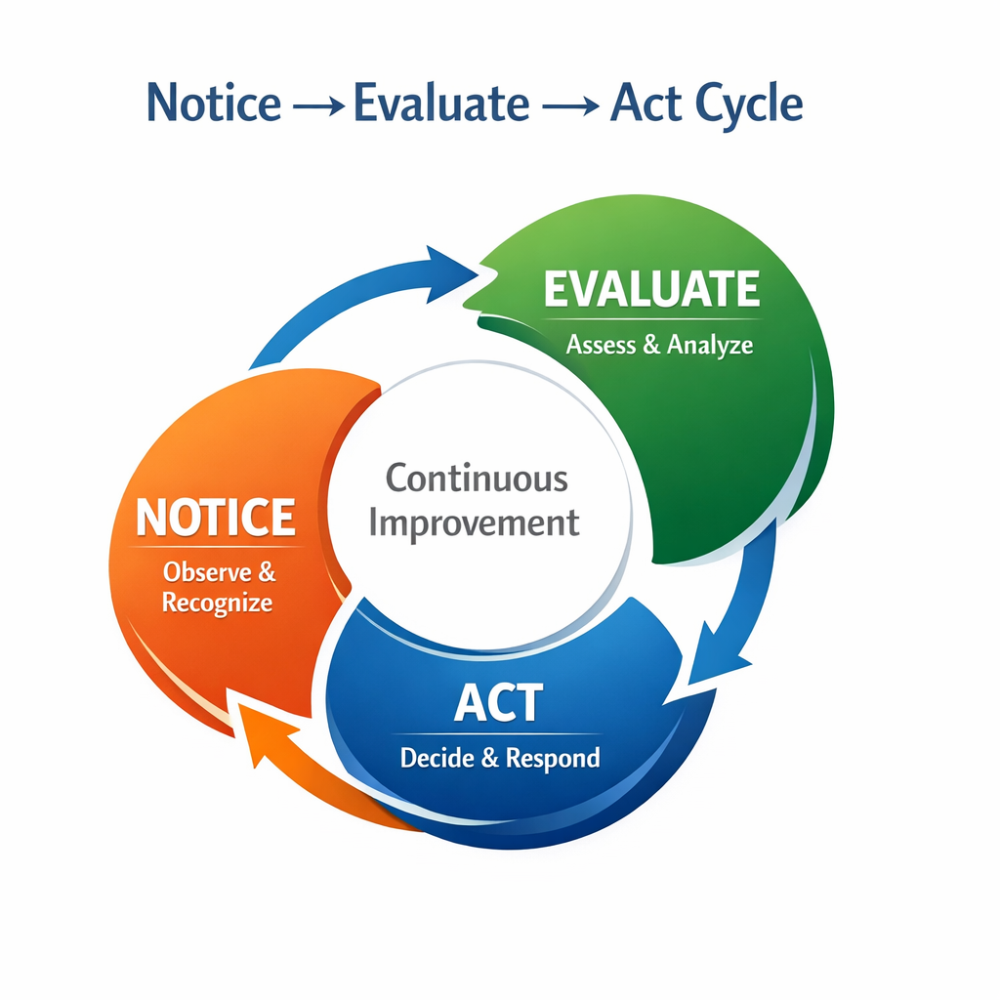 Notice → Evaluate → Act Cycle
EVALUATE
Assess & Analyze
Continuous
Improvement
NOTICE
Observe &
Recognize
ACT
Decide & Respond